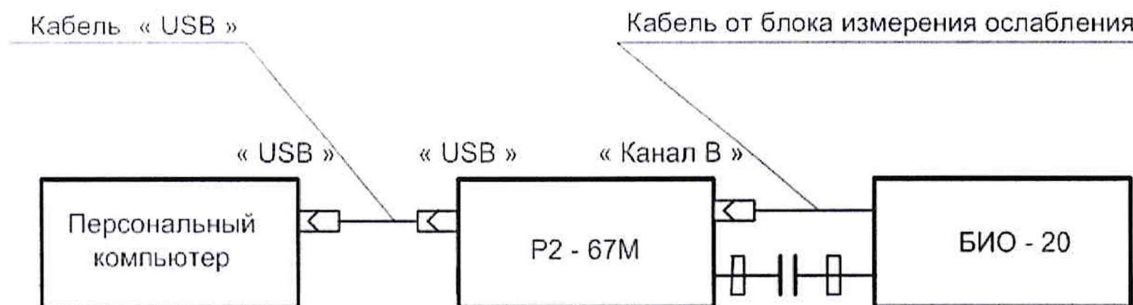 Кабель « USB »
Кабель от блока измерения ослабления
« USB »
« USB »
« Канал В »
Персональный
компьютер
Р2 - 67М
БИО - 20